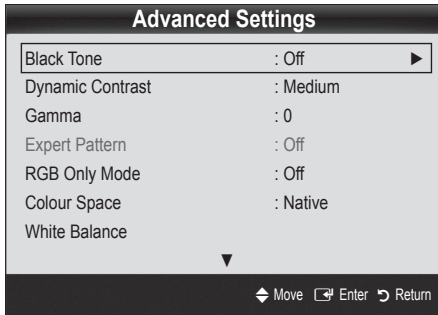 Advanced Settings
Black Tone : Off ►
Dynamic Contrast : Medium
Gamma : 0
Expert Pattern : Off
RGB Only Mode : Off
Colour Space : Native
White Balance
▼
Move Enter Return